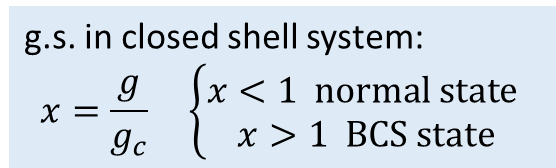 g.s. in closed shell system:
x = g / g_c { x < 1 normal state
x > 1 BCS state